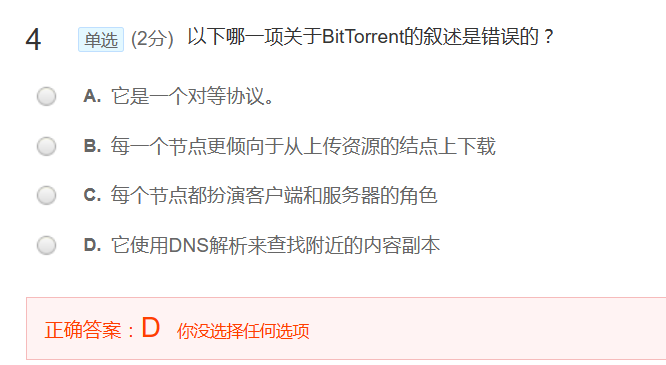 4 单选 (2分) 以下哪一项关于BitTorrent的叙述是错误的？
A. 它是一个对等协议。
B. 每一个节点更倾向于从上传资源的结点上下载
C. 每个节点都扮演客户端和服务器的角色
D. 它使用DNS解析来查找附近的内容副本
正确答案：D 你没选择任何选项